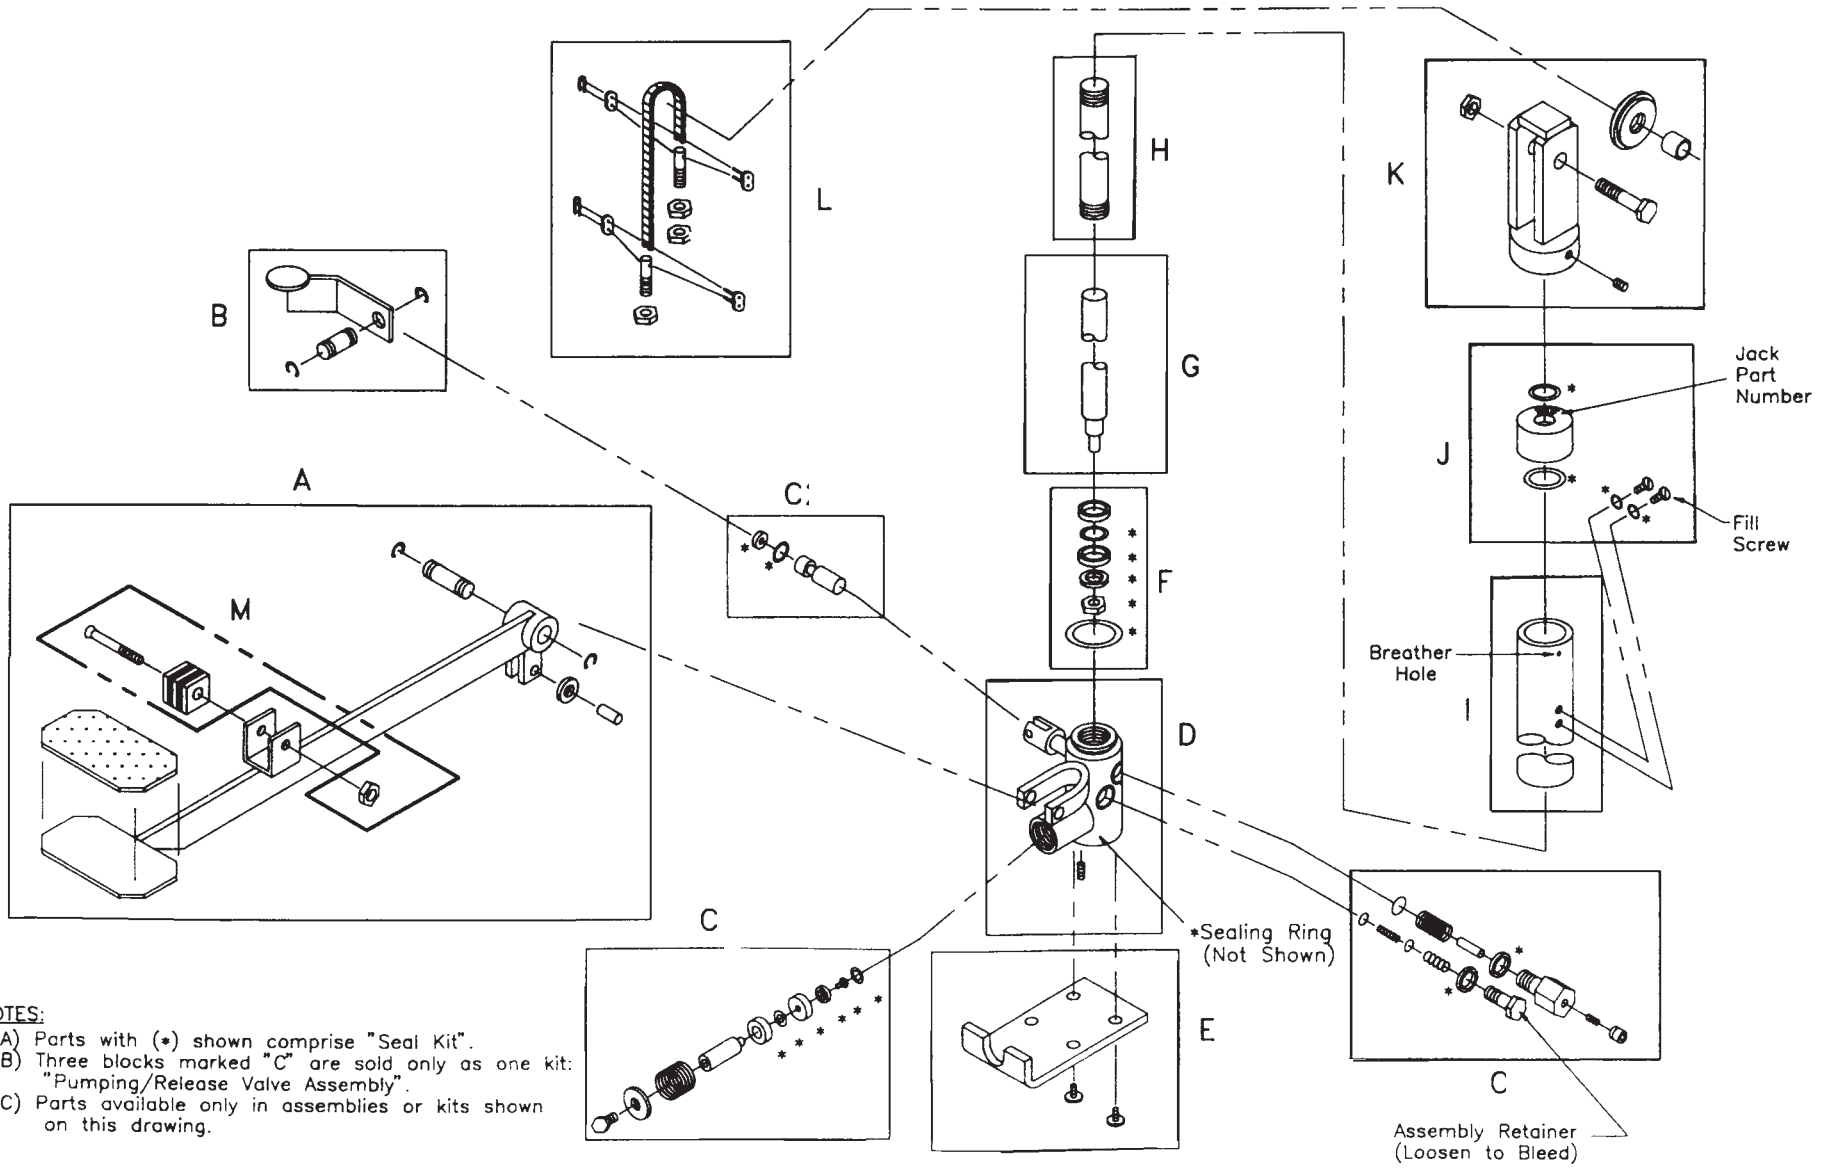 H
K
L
B
G
Jack
Part
Number
*
J
A
C
*
*
*
*
Fill
Screw
*
*
*
*
*
F
*
*
M
Breather
Hole
I
D
C
*Sealing Ring
(Not Shown)
*
*
*
*
*
*
*
*
E
C
OTES:
A) Parts with (*) shown comprise "Seal Kit".
B) Three blocks marked "C" are sold only as one kit:
"Pumping/Release Valve Assembly".
C) Parts available only in assemblies or kits shown
on this drawing.
Assembly Retainer
(Loosen to Bleed)